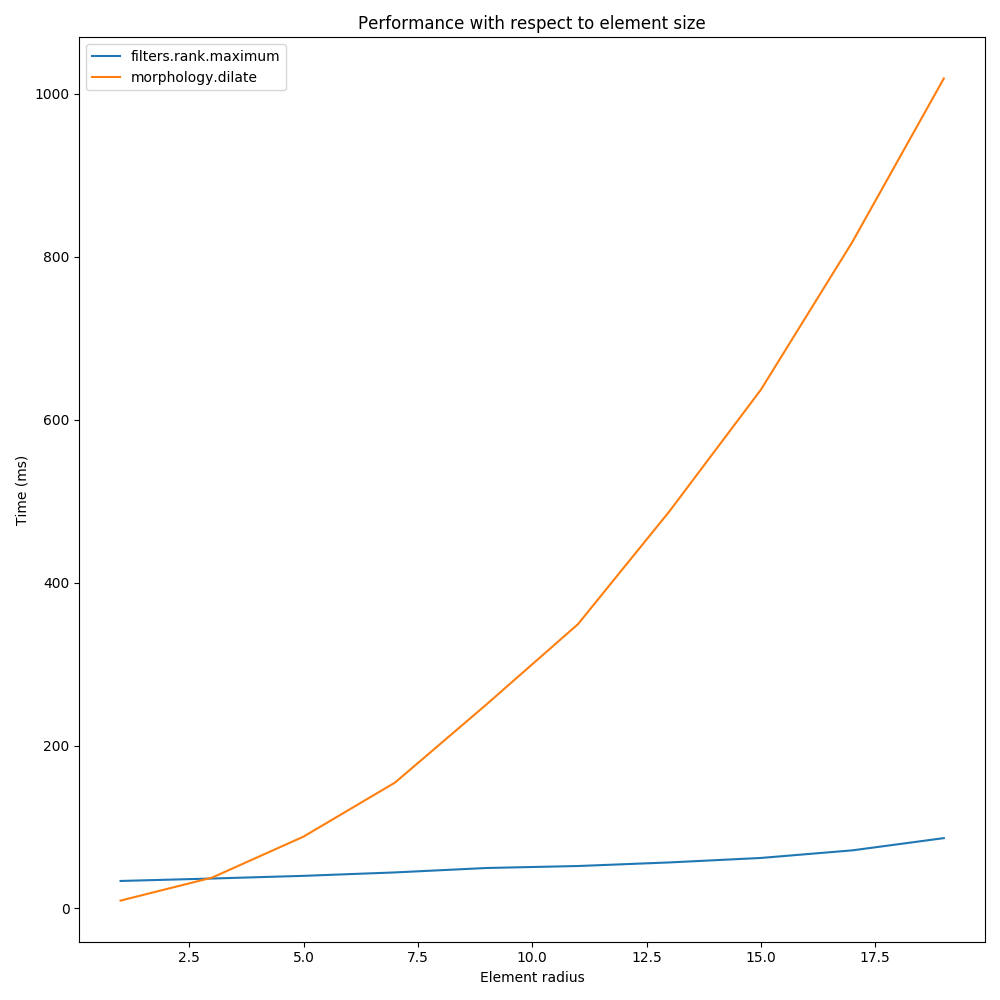 Performance with respect to element size
filters.rank.maximum
morphology.dilate
1000
800
600
400
200
0
Time (ms)
2.5 5.0 7.5 10.0 12.5 15.0 17.5
Element radius